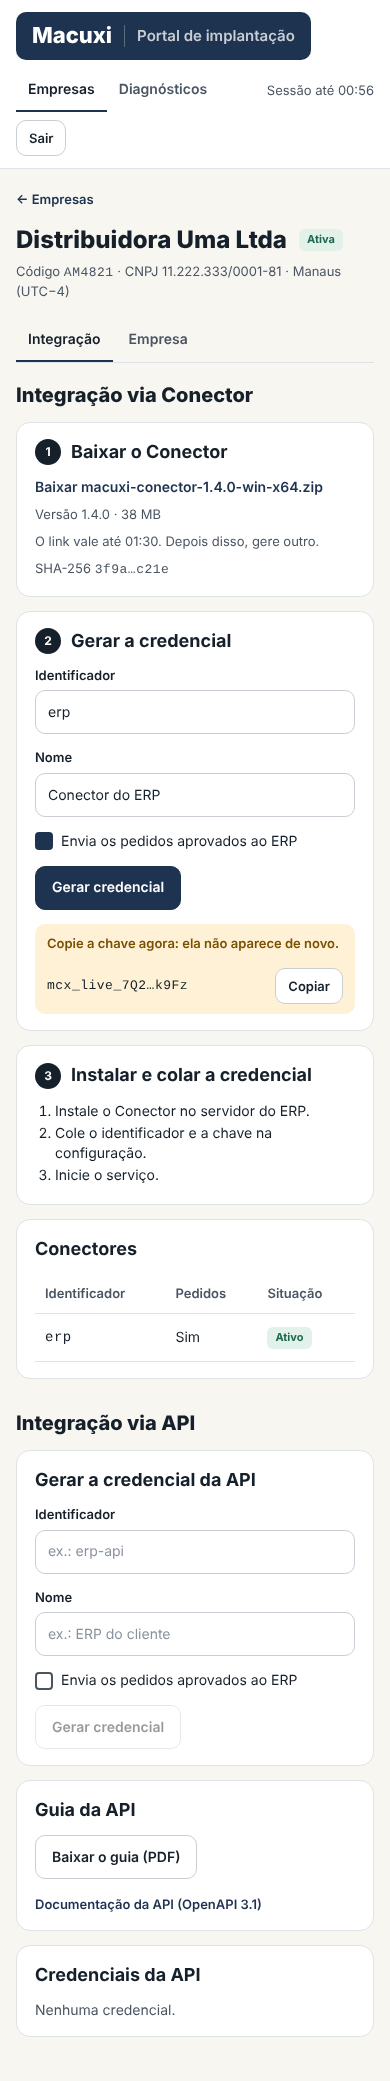 Macuxi Portal de implantação
Empresas Diagnósticos Sessão até 00:56
Sair
← Empresas
Distribuidora Uma Ltda Ativa
Código AM4821 · CNPJ 11.222.333/0001-81 · Manaus
(UTC−4)
Integração Empresa
Integração via Conector
1 Baixar o Conector
Baixar macuxi-conector-1.4.0-win-x64.zip
Versão 1.4.0 · 38 MB
O link vale até 01:30. Depois disso, gere outro.
SHA-256 3f9a…c21e
2 Gerar a credencial
Identificador
erp
Nome
Conector do ERP
Envia os pedidos aprovados ao ERP
Gerar credencial
Copie a chave agora: ela não aparece de novo.
mcx_live_7Q2…k9Fz Copiar
3 Instalar e colar a credencial
1. Instale o Conector no servidor do ERP.
2. Cole o identificador e a chave na
configuração.
3. Inicie o serviço.
Conectores
Identificador Pedidos Situação
erp Sim Ativo
Integração via API
Gerar a credencial da API
Identificador
ex.: erp-api
Nome
ex.: ERP do cliente
Envia os pedidos aprovados ao ERP
Gerar credencial
Guia da API
Baixar o guia (PDF)
Documentação da API (OpenAPI 3.1)
Credenciais da API
Nenhuma credencial.